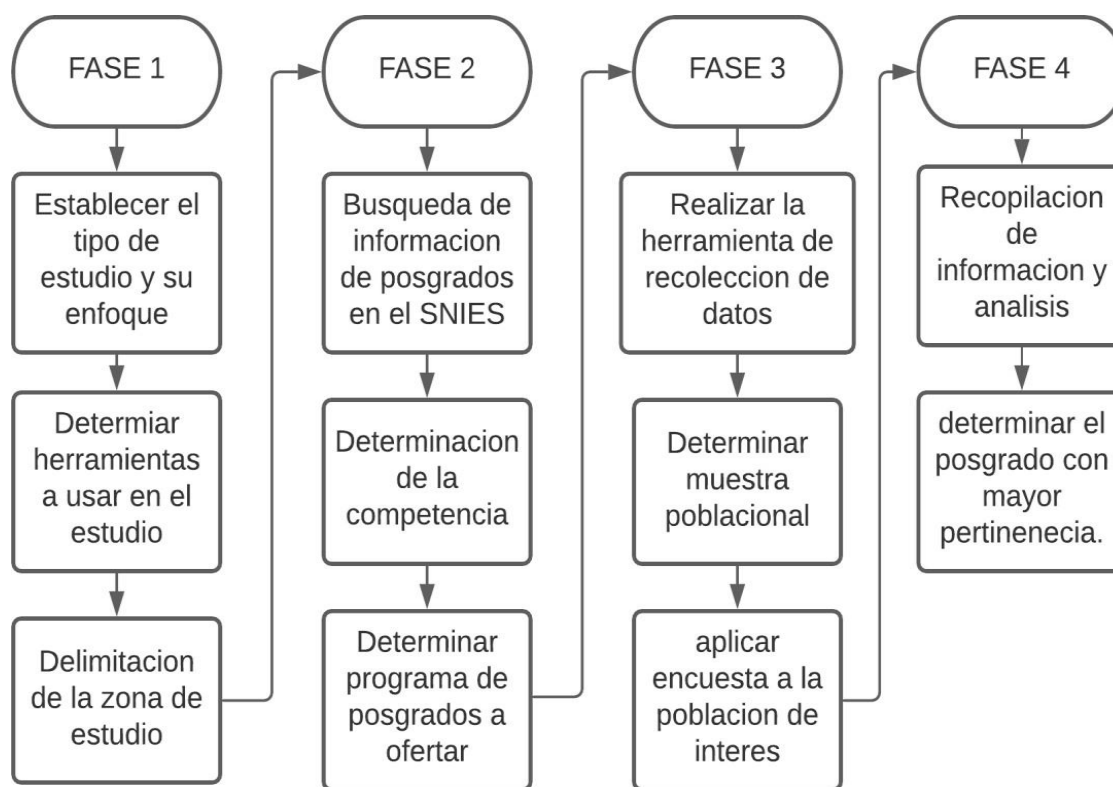 FASE 1
Establecer el
tipo de
estudio y su
enfoque
Determiar
herramientas
a usar en el
estudio
Delimitacion
de la zona de
estudio
FASE 2
Busqueda de
informacion
de posgrados
en el SNIES
Determinacion
de la
competencia
Determinar
programa de
posgrados a
ofertar
FASE 3
Realizar la
herramienta de
recoleccion de
datos
Determinar
muestra
poblacional
aplicar
encuesta a la
poblacion de
interes
FASE 4
Recopilacion
de
informacion y
analisis
determinar el
posgrado con
mayor
pertinenecia.